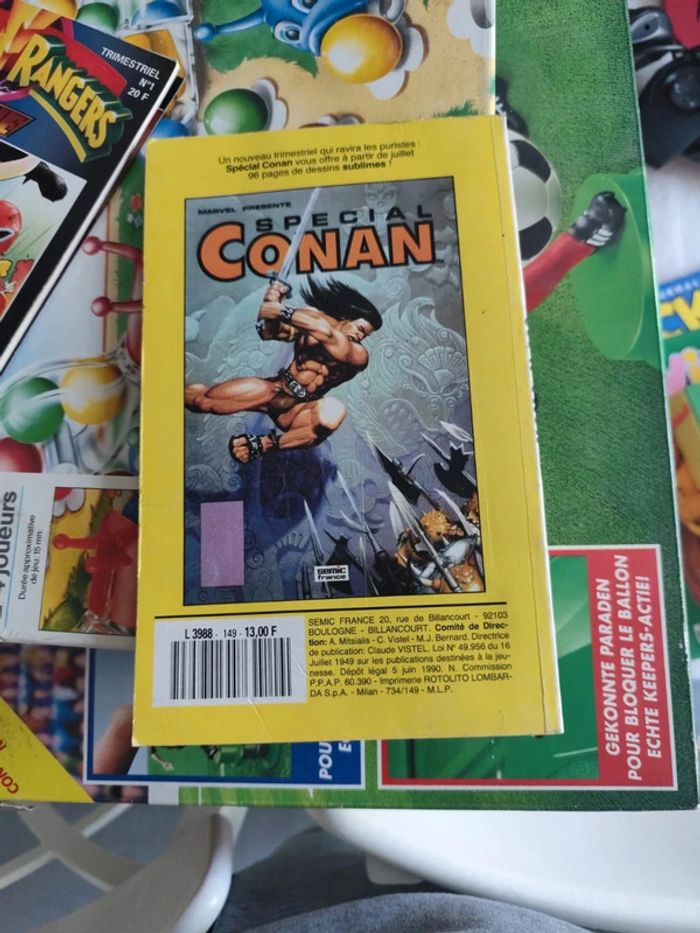 RANGERS
TRIMESTRIEL
N°1
20 F
Un nouveau trimestriel qui ravira les puristes :
Spécial Conan vous offre à partir de juillet
96 pages de dessins sublimes !
MARVEL PRESENTE
SPECIAL
CONAN
semic
france
L 3988 - 149 - 13,00 F
SEMIC FRANCE 20, rue de Billancourt - 92103
BOULOGNE - BILLANCOURT. Comité de Direc-
tion: A. Mitsialis - C. Vistel - M.J. Bernard. Directrice
de publication: Claude VISTEL. Loi N° 49.956 du 16
Juillet 1949 sur les publications destinées à la jeu-
nesse. Dépôt légal 5 juin 1990. N. Commission
P.P.A.P. 60.390 - Imprimerie ROTOLITO LOMBAR-
DA S.p.A. - Milan - 734/149 - M.L.P.
joueurs
Durée approximative
de jeu: 15 mn.
POU
GEKONNTE PARADEN
POUR BLOQUER LE BALLON
ECHTE KEEPERS-ACTIE!